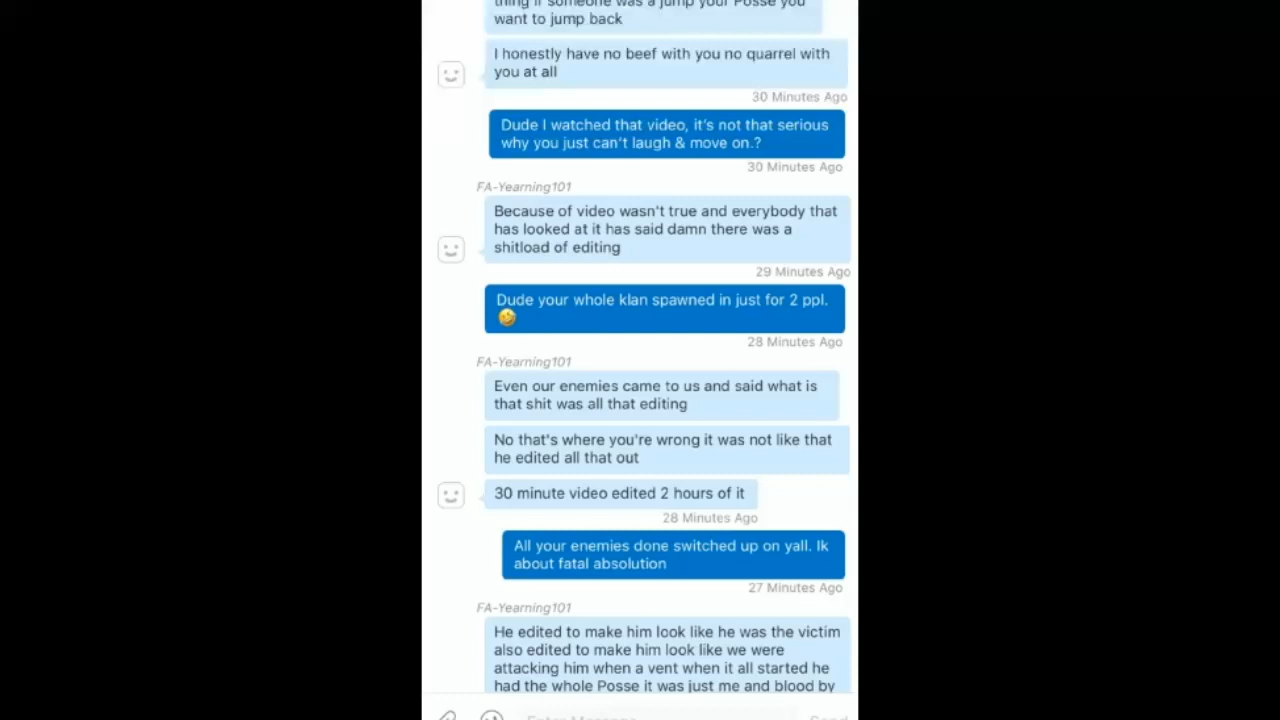 thing if someone was a jump your Posse you
want to jump back
I honestly have no beef with you no quarrel with
you at all
30 Minutes Ago
Dude I watched that video, it's not that serious
why you just can't laugh & move on.?
30 Minutes Ago
FA-Yearning101
Because of video wasn't true and everybody that
has looked at it has said damn there was a
shitload of editing
29 Minutes Ago
Dude your whole klan spawned in just for 2 ppl.
🤣
28 Minutes Ago
FA-Yearning101
Even our enemies came to us and said what is
that shit was all that editing
No that's where you're wrong it was not like that
he edited all that out
30 minute video edited 2 hours of it
28 Minutes Ago
All your enemies done switched up on yall. Ik
about fatal absolution
27 Minutes Ago
FA-Yearning101
He edited to make him look like he was the victim
also edited to make him look like we were
attacking him when a vent when it all started he
had the whole Posse it was just me and blood by
Enter Message
Send